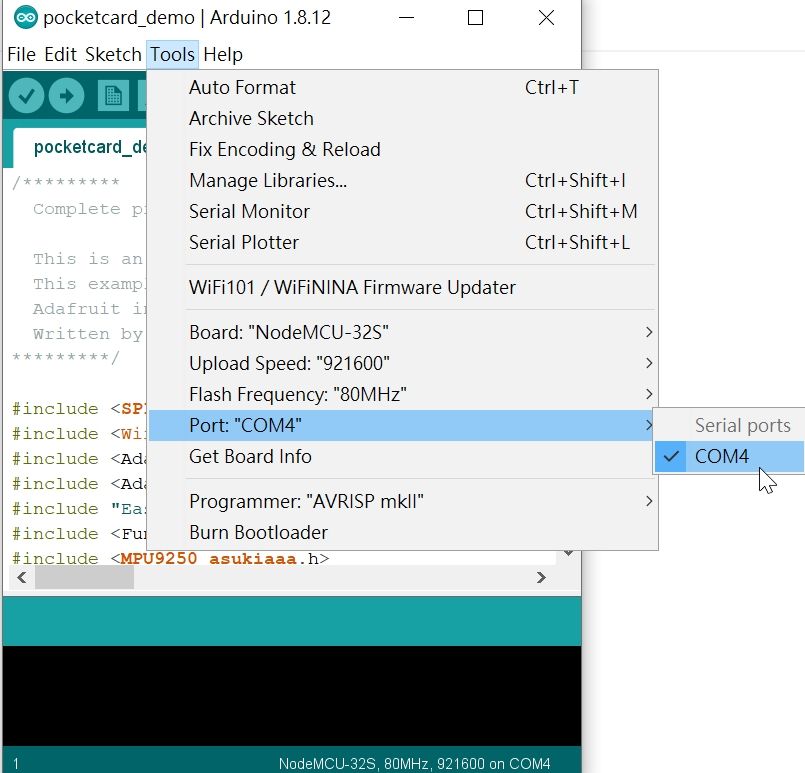 pocketcard_demo | Arduino 1.8.12
File Edit Sketch Tools Help
Auto Format Ctrl+T
Archive Sketch
Fix Encoding & Reload
Manage Libraries... Ctrl+Shift+I
Serial Monitor Ctrl+Shift+M
Serial Plotter Ctrl+Shift+L
WiFi101 / WiFiNINA Firmware Updater
Board: "NodeMCU-32S"
Upload Speed: "921600"
Flash Frequency: "80MHz"
Port: "COM4"
Get Board Info
Programmer: "AVRISP mkII"
Burn Bootloader
Serial ports
COM4
pocketcard_de
/*********
Complete p
This is an
This exampl
Adafruit i
Written by
*********/
#include <SP
#include <Wi
#include <Ada
#include <Ada
#include "Eas
#include <Fu
#include <MPU9250_asukiaaa.h>
1 NodeMCU-32S, 80MHz, 921600 on COM4